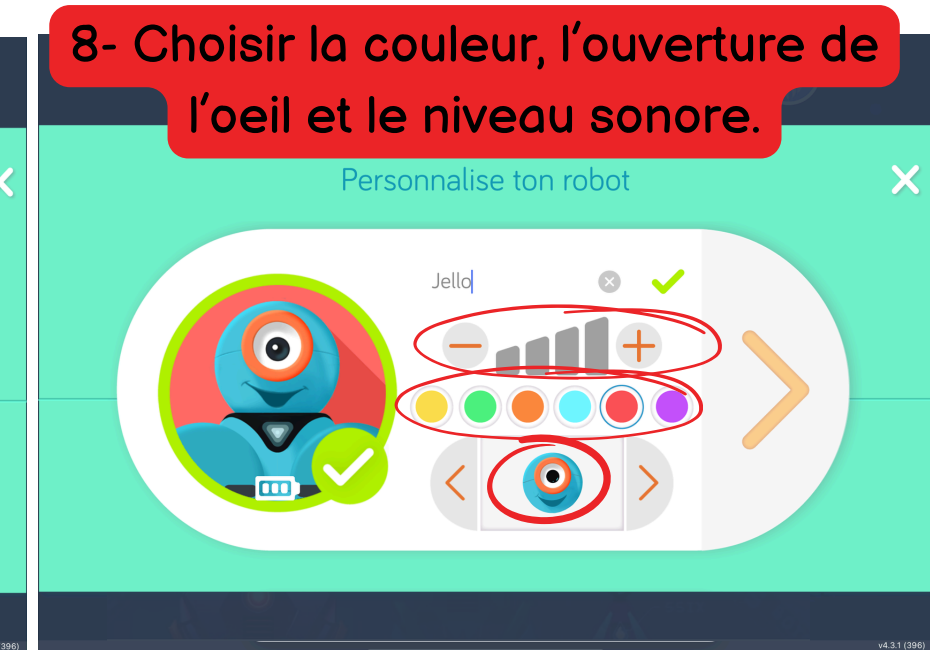 8- Choisir la couleur, l'ouverture de
l'oeil et le niveau sonore.
Personnalise ton robot
Jello
396)
v4.3.1 (396)